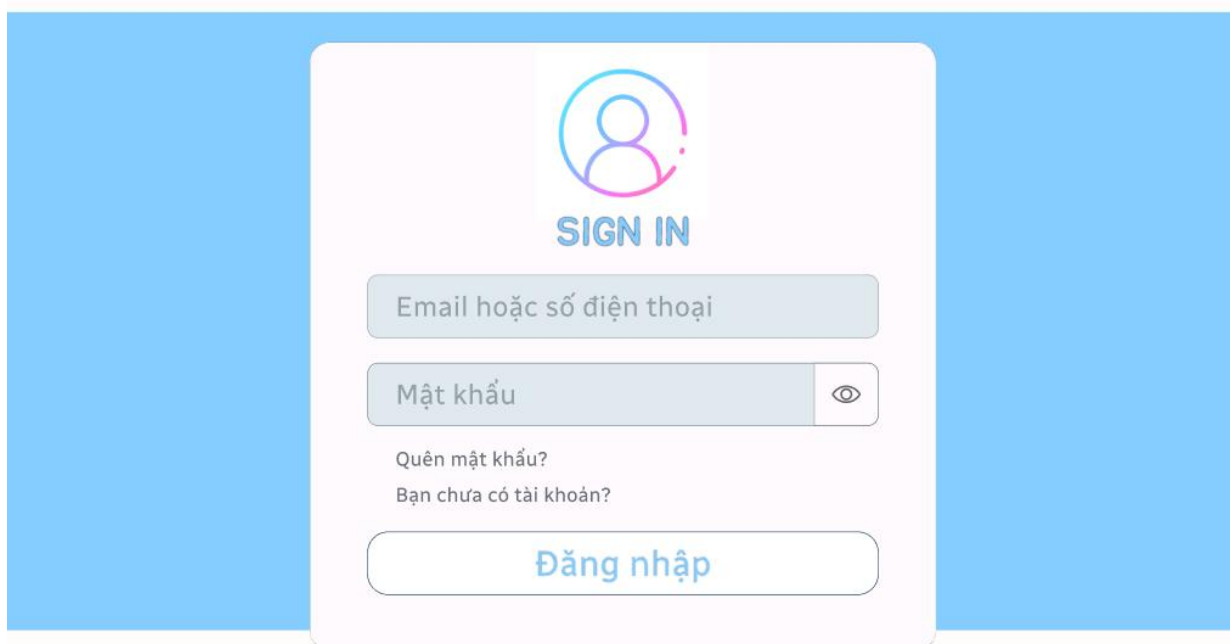 SIGN IN
Email hoặc số điện thoại
Mật khẩu
Quên mật khẩu?
Bạn chưa có tài khoản?
Đăng nhập